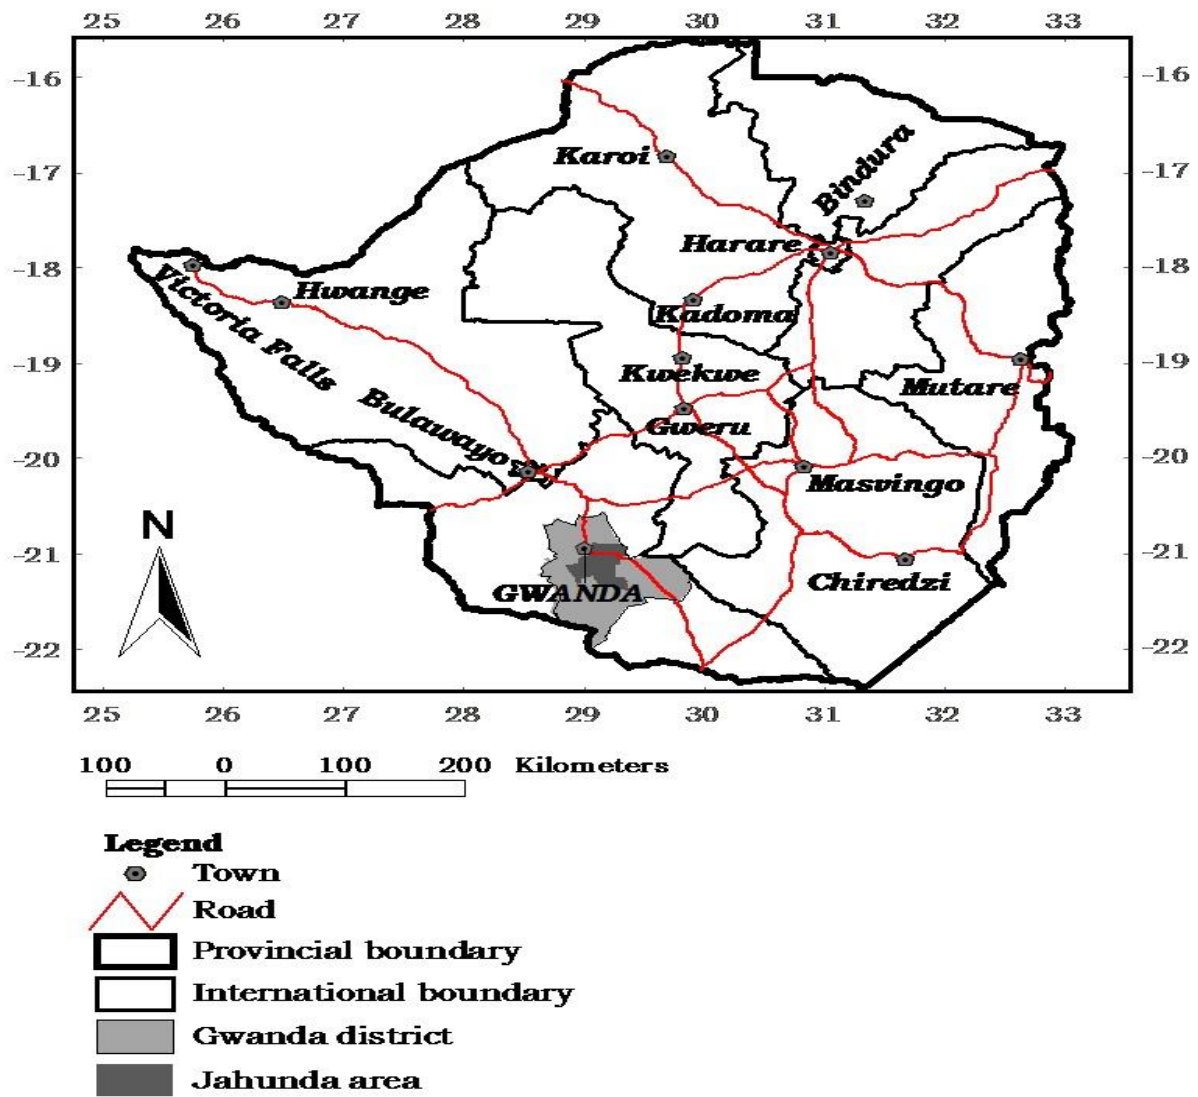 25 26 27 28 29 30 31 32 33
-16 -16
-17 -17
-18 -18
-19 -19
-20 -20
-21 -21
-22 -22
Karoi
Bindura
Harare
Victoria Falls
Hwange
Kadoma
Kwekwe
Mutare
Bulawayo
Gweru
Masvingo
N
Chiredzi
GWANDA
25 26 27 28 29 30 31 32 33
100 0 100 200 Kilometers
Legend
Town
Road
Provincial boundary
International boundary
Gwanda district
Jahunda area